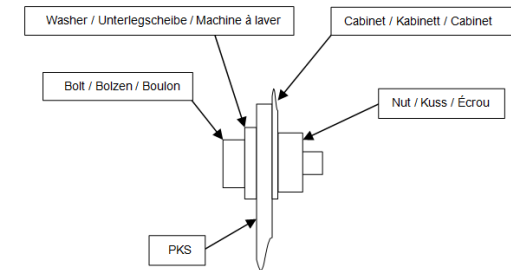 Washer / Unterlegscheibe / Machine à laver
Cabinet / Kabinett / Cabinet
Bolt / Bolzen / Boulon
Nut / Kuss / Écrou
PKS